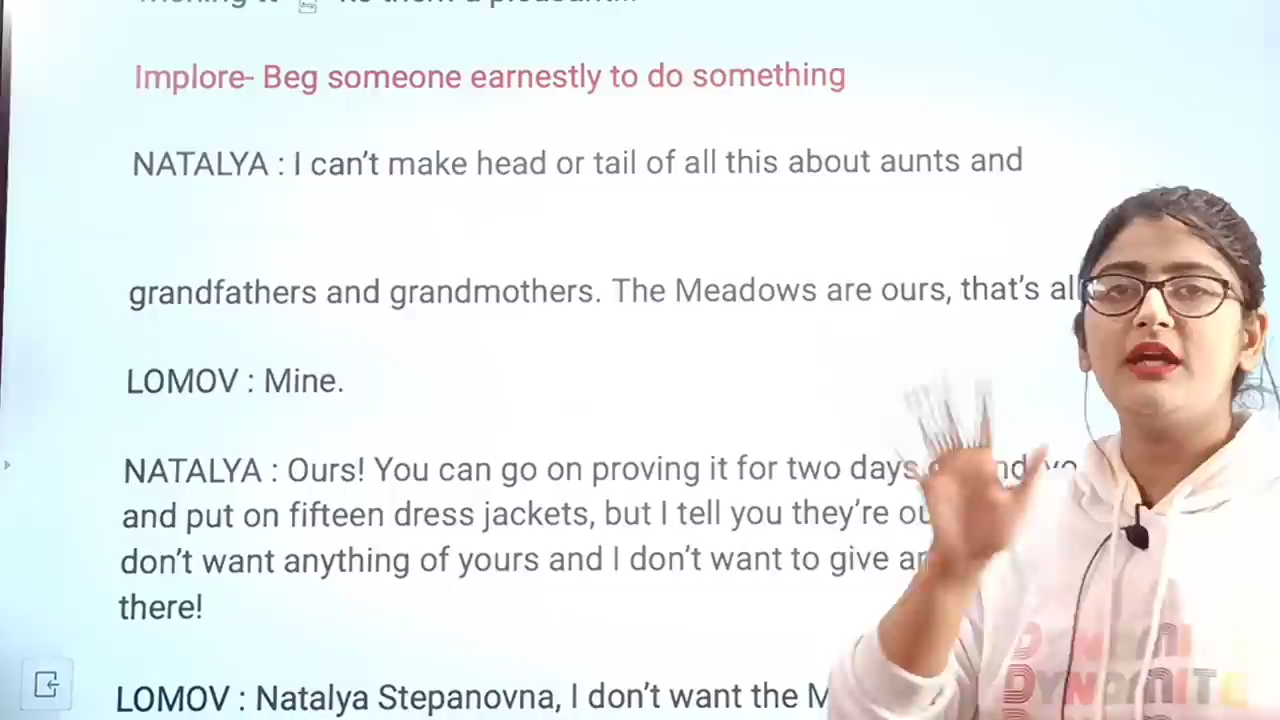 Implore- Beg someone earnestly to do something
NATALYA : I can't make head or tail of all this about aunts and
grandfathers and grandmothers. The Meadows are ours, that's all
LOMOV : Mine.
NATALYA : Ours! You can go on proving it for two days
and put on fifteen dress jackets, but I tell you they're
don't want anything of yours and I don't want to give
there!
LOMOV : Natalya Stepanovna, I don't want the
DYNAMITE